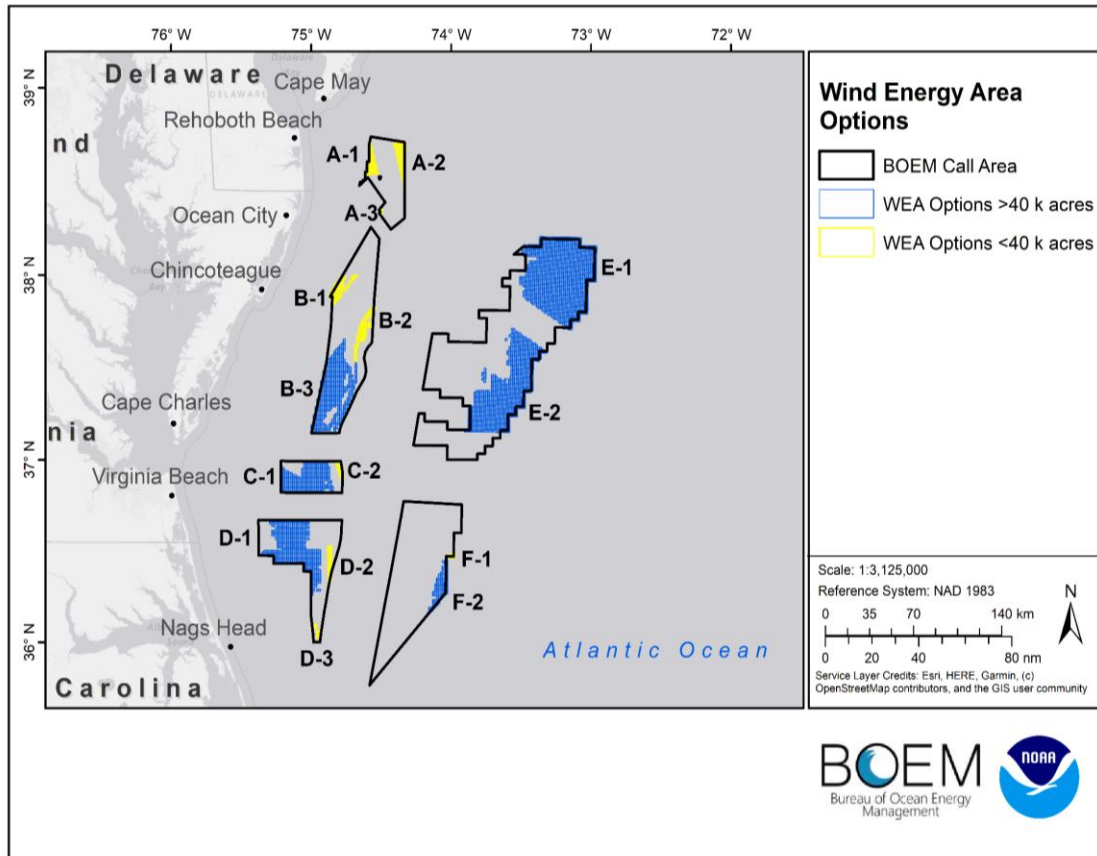 76° W 75° W 74° W 73° W 72° W
39° N
38° N
37° N
36° N
Delaware
DELAWARE
Cape May
Rehoboth Beach
nd
Ocean City
Chincoteague
Cape Charles
nia
Virginia Beach
Nags Head
Carolina
A-1
A-2
A-3
B-1
B-2
B-3
C-1
C-2
D-1
D-2
D-3
E-1
E-2
F-1
F-2
Atlantic Ocean
Wind Energy Area
Options
BOEM Call Area
WEA Options >40 k acres
WEA Options <40 k acres
Scale: 1:3,125,000
Reference System: NAD 1983
N
0 35 70 140 km
0 20 40 80 nm
Service Layer Credits: Esri, HERE, Garmin, (c)
OpenStreetMap contributors, and the GIS user community
BOEM
Bureau of Ocean Energy
Management
NOAA